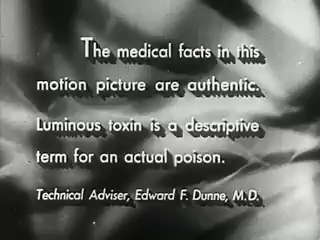 The medical facts in this
motion picture are authentic.
Luminous toxin is a descriptive
term for an actual poison.
Technical Adviser, Edward F. Dunne, M.D.